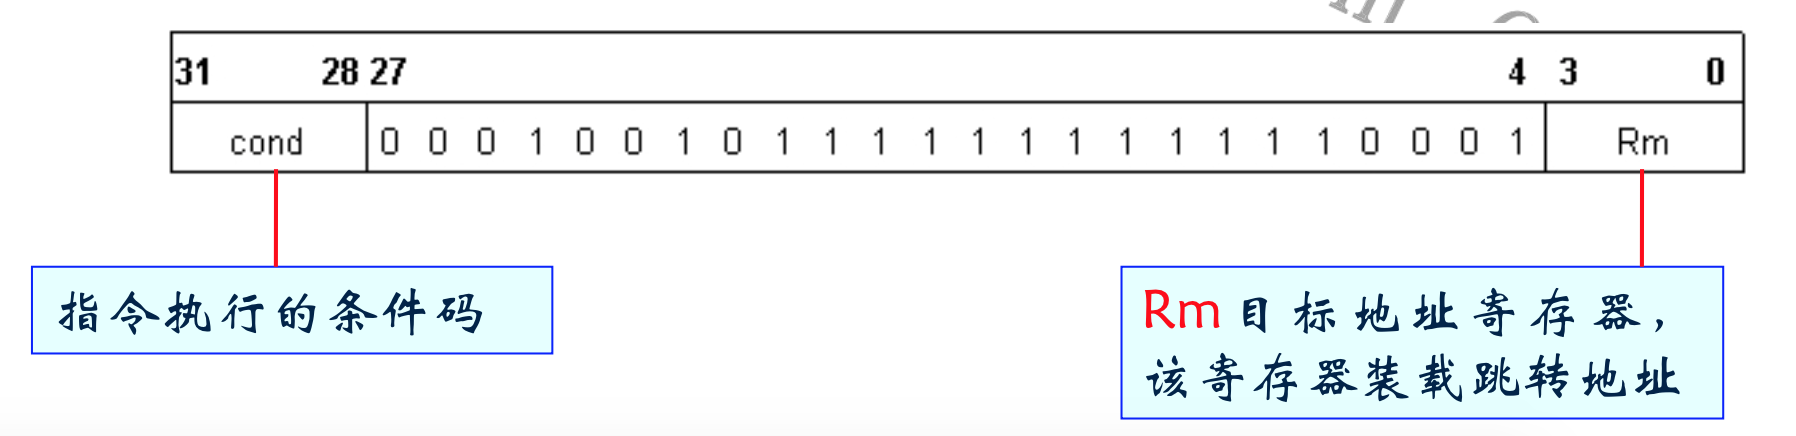 31 28 27 4 3 0
cond 0 0 0 1 0 0 1 0 1 1 1 1 1 1 1 1 1 1 1 1 0 0 0 1 Rm
指令执行的条件码
Rm目标地址寄存器，
该寄存器装载跳转地址